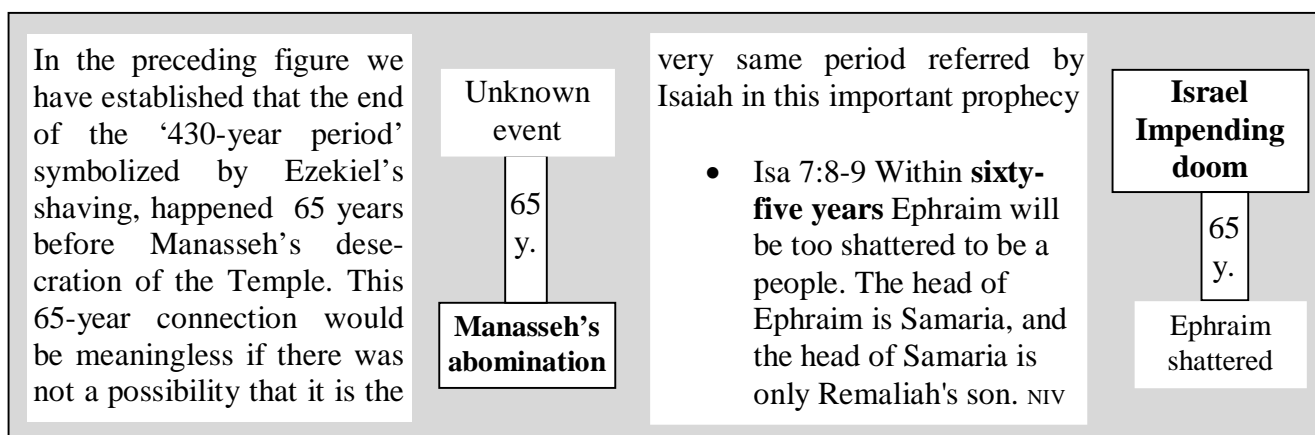 In the preceding figure we
have established that the end
of the ‘430-year period’
symbolized by Ezekiel’s
shaving, happened 65 years
before Manasseh’s dese-
cration of the Temple. This
65-year connection would
be meaningless if there was
not a possibility that it is the
Unknown
event
65
y.
Manasseh’s
abomination
very same period referred by
Isaiah in this important prophecy
• Isa 7:8-9 Within sixty-
five years Ephraim will
be too shattered to be a
people. The head of
Ephraim is Samaria, and
the head of Samaria is
only Remaliah's son. NIV
Israel
Impending
doom
65
y.
Ephraim
shattered